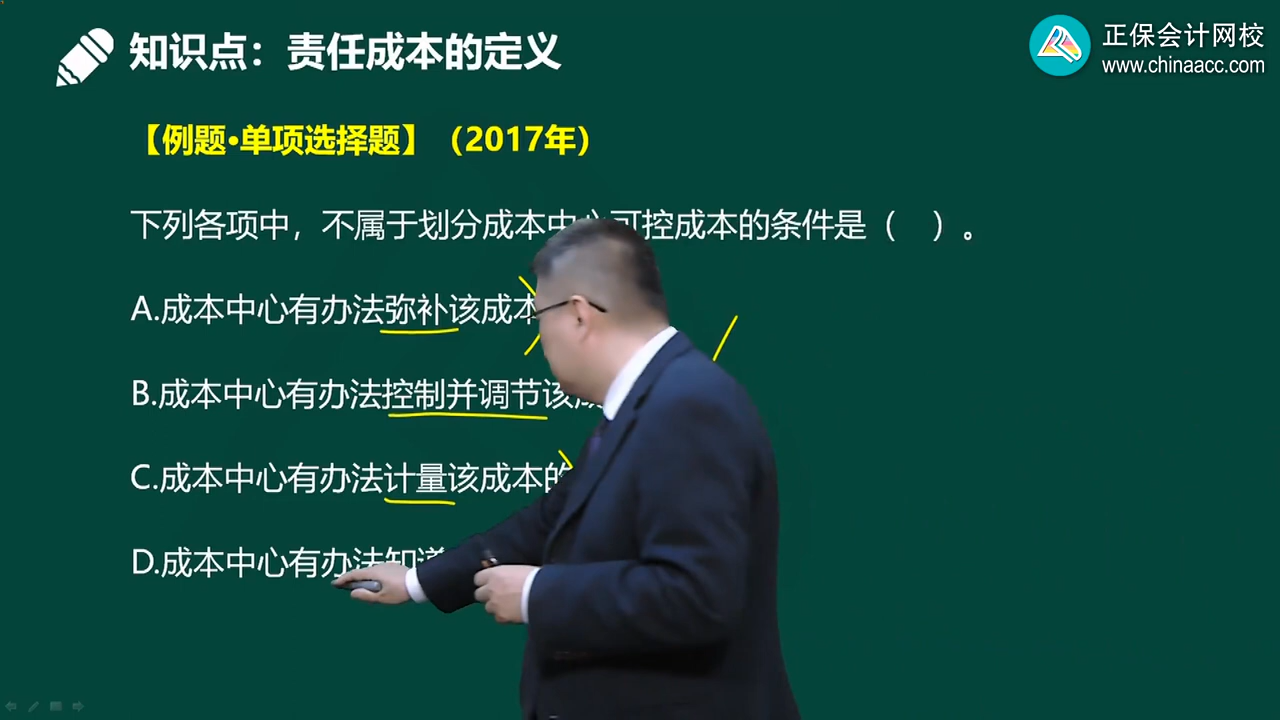 知识点：责任成本的定义
正保会计网校
www.chinaacc.com
【例题•单项选择题】（2017年）
下列各项中，不属于划分成本中心可控成本的条件是（ ）。
A.成本中心有办法弥补该成本
B.成本中心有办法控制并调节该
C.成本中心有办法计量该成本的
D.成本中心有办法知道